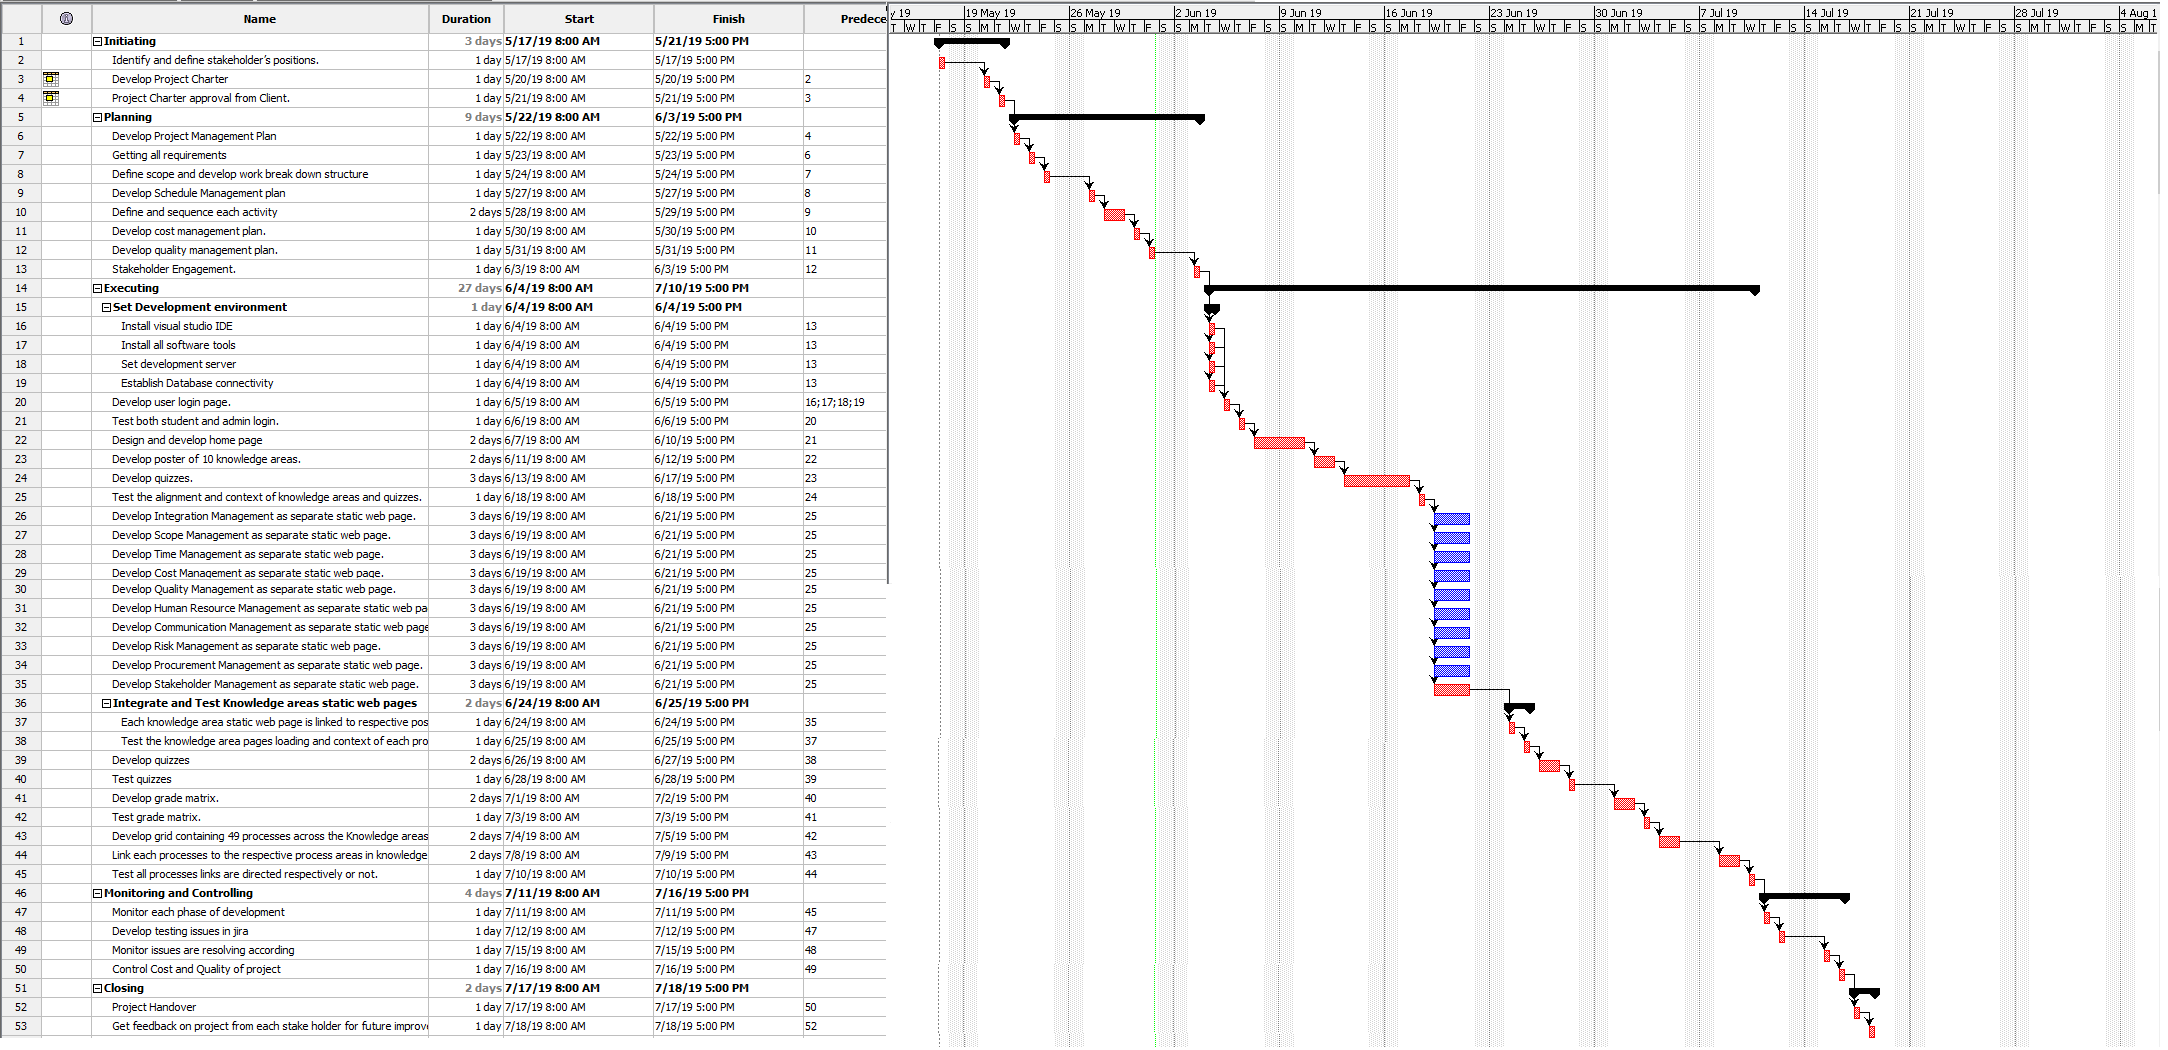 Name Duration Start Finish Predece
y 19 19 May 19 26 May 19 2 Jun 19 9 Jun 19 16 Jun 19 23 Jun 19 30 Jun 19 7 Jul 19 14 Jul 19 21 Jul 19 28 Jul 19 4 Aug 1
T W T F S S M T W T F S S M T W T F S S M T W T F S S M T W T F S S M T W T F S S M T W T F S S M T W T F S S M T W T F S S M T W T F S S M T W T F S S M T W T F S S M T W T F S S M T
1 Initiating 3 days 5/17/19 8:00 AM 5/21/19 5:00 PM
2 Identify and define stakeholder's positions. 1 day 5/17/19 8:00 AM 5/17/19 5:00 PM
3 Develop Project Charter 1 day 5/20/19 8:00 AM 5/20/19 5:00 PM 2
4 Project Charter approval from Client. 1 day 5/21/19 8:00 AM 5/21/19 5:00 PM 3
5 Planning 9 days 5/22/19 8:00 AM 6/3/19 5:00 PM
6 Develop Project Management Plan 1 day 5/22/19 8:00 AM 5/22/19 5:00 PM 4
7 Getting all requirements 1 day 5/23/19 8:00 AM 5/23/19 5:00 PM 6
8 Define scope and develop work break down structure 1 day 5/24/19 8:00 AM 5/24/19 5:00 PM 7
9 Develop Schedule Management plan 1 day 5/27/19 8:00 AM 5/27/19 5:00 PM 8
10 Define and sequence each activity 2 days 5/28/19 8:00 AM 5/29/19 5:00 PM 9
11 Develop cost management plan. 1 day 5/30/19 8:00 AM 5/30/19 5:00 PM 10
12 Develop quality management plan. 1 day 5/31/19 8:00 AM 5/31/19 5:00 PM 11
13 Stakeholder Engagement. 1 day 6/3/19 8:00 AM 6/3/19 5:00 PM 12
14 Executing 27 days 6/4/19 8:00 AM 7/10/19 5:00 PM
15 Set Development environment 1 day 6/4/19 8:00 AM 6/4/19 5:00 PM
16 Install visual studio IDE 1 day 6/4/19 8:00 AM 6/4/19 5:00 PM 13
17 Install all software tools 1 day 6/4/19 8:00 AM 6/4/19 5:00 PM 13
18 Set development server 1 day 6/4/19 8:00 AM 6/4/19 5:00 PM 13
19 Establish Database connectivity 1 day 6/4/19 8:00 AM 6/4/19 5:00 PM 13
20 Develop user login page. 1 day 6/5/19 8:00 AM 6/5/19 5:00 PM 16;17;18;19
21 Test both student and admin login. 1 day 6/6/19 8:00 AM 6/6/19 5:00 PM 20
22 Design and develop home page 2 days 6/7/19 8:00 AM 6/10/19 5:00 PM 21
23 Develop poster of 10 knowledge areas. 2 days 6/11/19 8:00 AM 6/12/19 5:00 PM 22
24 Develop quizzes. 3 days 6/13/19 8:00 AM 6/17/19 5:00 PM 23
25 Test the alignment and context of knowledge areas and quizzes. 1 day 6/18/19 8:00 AM 6/18/19 5:00 PM 24
26 Develop Integration Management as separate static web page. 3 days 6/19/19 8:00 AM 6/21/19 5:00 PM 25
27 Develop Scope Management as separate static web page. 3 days 6/19/19 8:00 AM 6/21/19 5:00 PM 25
28 Develop Time Management as separate static web page. 3 days 6/19/19 8:00 AM 6/21/19 5:00 PM 25
29 Develop Cost Management as separate static web page. 3 days 6/19/19 8:00 AM 6/21/19 5:00 PM 25
30 Develop Quality Management as separate static web page. 3 days 6/19/19 8:00 AM 6/21/19 5:00 PM 25
31 Develop Human Resource Management as separate static web pa 3 days 6/19/19 8:00 AM 6/21/19 5:00 PM 25
32 Develop Communication Management as separate static web page 3 days 6/19/19 8:00 AM 6/21/19 5:00 PM 25
33 Develop Risk Management as separate static web page. 3 days 6/19/19 8:00 AM 6/21/19 5:00 PM 25
34 Develop Procurement Management as separate static web page. 3 days 6/19/19 8:00 AM 6/21/19 5:00 PM 25
35 Develop Stakeholder Management as separate static web page. 3 days 6/19/19 8:00 AM 6/21/19 5:00 PM 25
36 Integrate and Test Knowledge areas static web pages 2 days 6/24/19 8:00 AM 6/25/19 5:00 PM
37 Each knowledge area static web page is linked to respective pos 1 day 6/24/19 8:00 AM 6/24/19 5:00 PM 35
38 Test the knowledge area pages loading and context of each pro 1 day 6/25/19 8:00 AM 6/25/19 5:00 PM 37
39 Develop quizzes 2 days 6/26/19 8:00 AM 6/27/19 5:00 PM 38
40 Test quizzes 1 day 6/28/19 8:00 AM 6/28/19 5:00 PM 39
41 Develop grade matrix. 2 days 7/1/19 8:00 AM 7/2/19 5:00 PM 40
42 Test grade matrix. 1 day 7/3/19 8:00 AM 7/3/19 5:00 PM 41
43 Develop grid containing 49 processes across the Knowledge areas 2 days 7/4/19 8:00 AM 7/5/19 5:00 PM 42
44 Link each processes to the respective process areas in knowledge 2 days 7/8/19 8:00 AM 7/9/19 5:00 PM 43
45 Test all processes links are directed respectively or not. 1 day 7/10/19 8:00 AM 7/10/19 5:00 PM 44
46 Monitoring and Controlling 4 days 7/11/19 8:00 AM 7/16/19 5:00 PM
47 Monitor each phase of development 1 day 7/11/19 8:00 AM 7/11/19 5:00 PM 45
48 Develop testing issues in jira 1 day 7/12/19 8:00 AM 7/12/19 5:00 PM 47
49 Monitor issues are resolving according 1 day 7/15/19 8:00 AM 7/15/19 5:00 PM 48
50 Control Cost and Quality of project 1 day 7/16/19 8:00 AM 7/16/19 5:00 PM 49
51 Closing 2 days 7/17/19 8:00 AM 7/18/19 5:00 PM
52 Project Handover 1 day 7/17/19 8:00 AM 7/17/19 5:00 PM 50
53 Get feedback on project from each stake holder for future improv 1 day 7/18/19 8:00 AM 7/18/19 5:00 PM 52